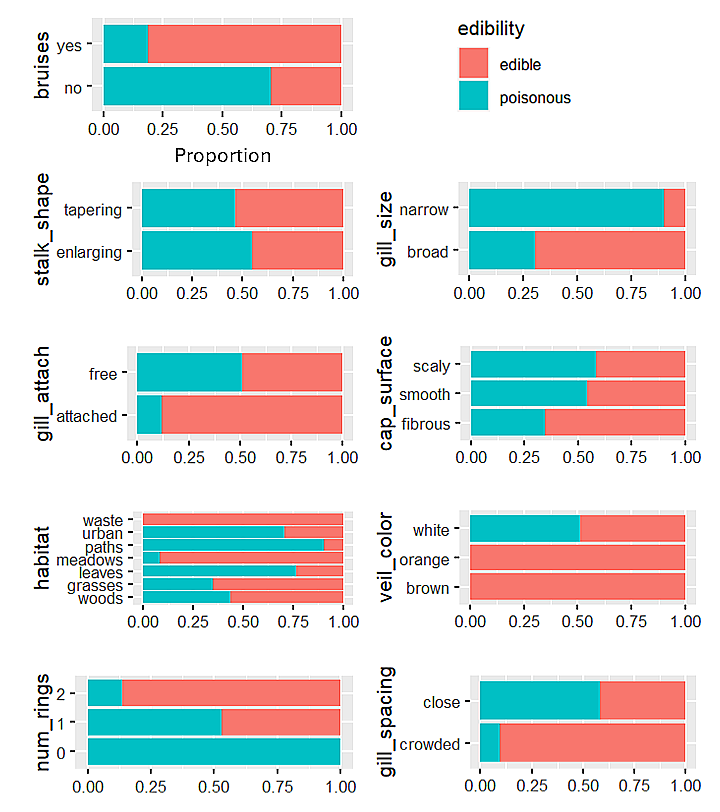 bruises
yes
no
0.00 0.25 0.50 0.75 1.00
Proportion
edibility
edible
poisonous
stalk_shape
tapering
enlarging
0.00 0.25 0.50 0.75 1.00
gill_size
narrow
broad
0.00 0.25 0.50 0.75 1.00
gill_attach
free
attached
0.00 0.25 0.50 0.75 1.00
cap_surface
scaly
smooth
fibrous
0.00 0.25 0.50 0.75 1.00
habitat
waste
urban
paths
meadows
leaves
grasses
woods
0.00 0.25 0.50 0.75 1.00
veil_color
white
orange
brown
0.00 0.25 0.50 0.75 1.00
num_rings
2
1
0
0.00 0.25 0.50 0.75 1.00
gill_spacing
close
crowded
0.00 0.25 0.50 0.75 1.00